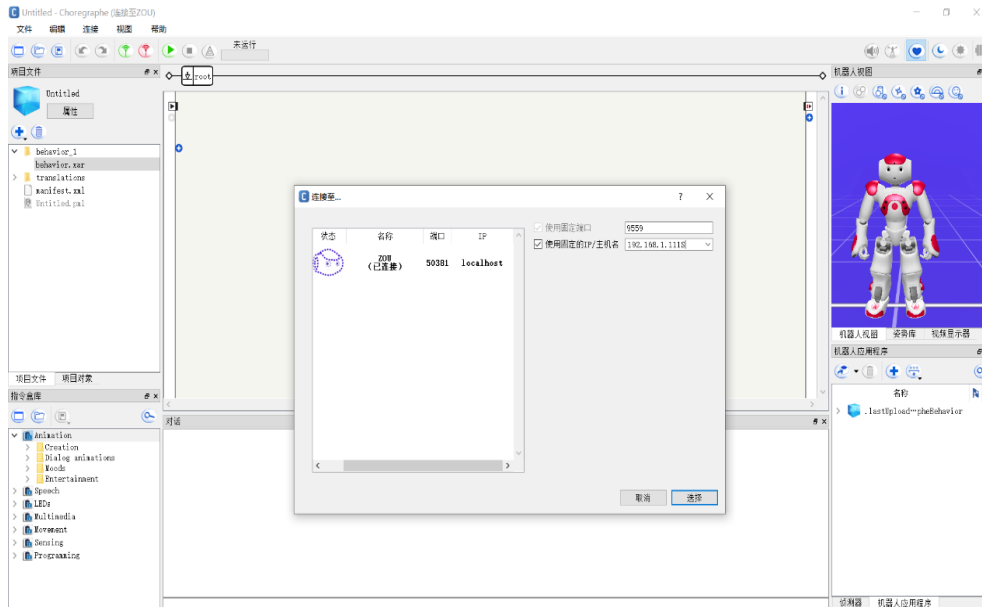 Untitled - Choregraphe (连接至ZOU)
文件 编辑 连接 视图 帮助
未运行
项目文件
root
机器人视图
Untitled
属性
behavior_1
behavior.xar
translations
manifest.xml
Untitled.pml
连接至...
状态 名称 端口 IP
ZOU
(已连接) 50381 localhost
使用固定端口 9559
使用固定的IP/主机名 192.168.1.111S
取消 选择
机器人视图 姿势库 视频显示器
机器人应用程序
名称
.lastUpload…pheBehavior
项目文件 项目对象
指令盒库
对话
Animation
Creation
Dialog animations
Moods
Entertainment
Speech
LEDs
Multimedia
Movement
Sensing
Programming
侦测器 机器人应用程序